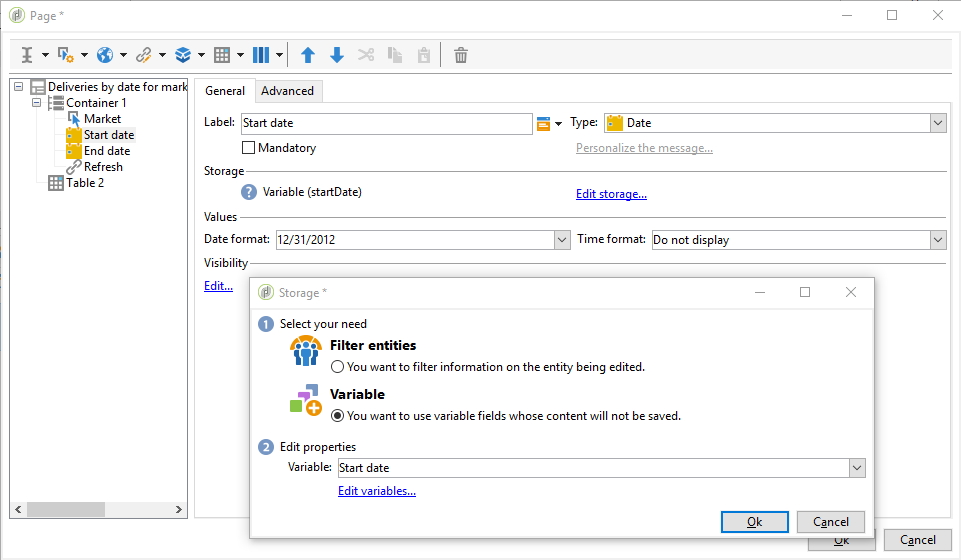 Page *
Deliveries by date for mark
Container 1
Market
Start date
End date
Refresh
Table 2
General
Advanced
Label: Start date
Type: Date
Mandatory
Personalize the message...
Storage
? Variable (startDate)
Edit storage...
Values
Date format: 12/31/2012
Time format: Do not display
Visibility
Edit...
Storage *
1 Select your need
Filter entities
You want to filter information on the entity being edited.
Variable
You want to use variable fields whose content will not be saved.
2 Edit properties
Variable: Start date
Edit variables...
Ok
Cancel
Ok
Cancel